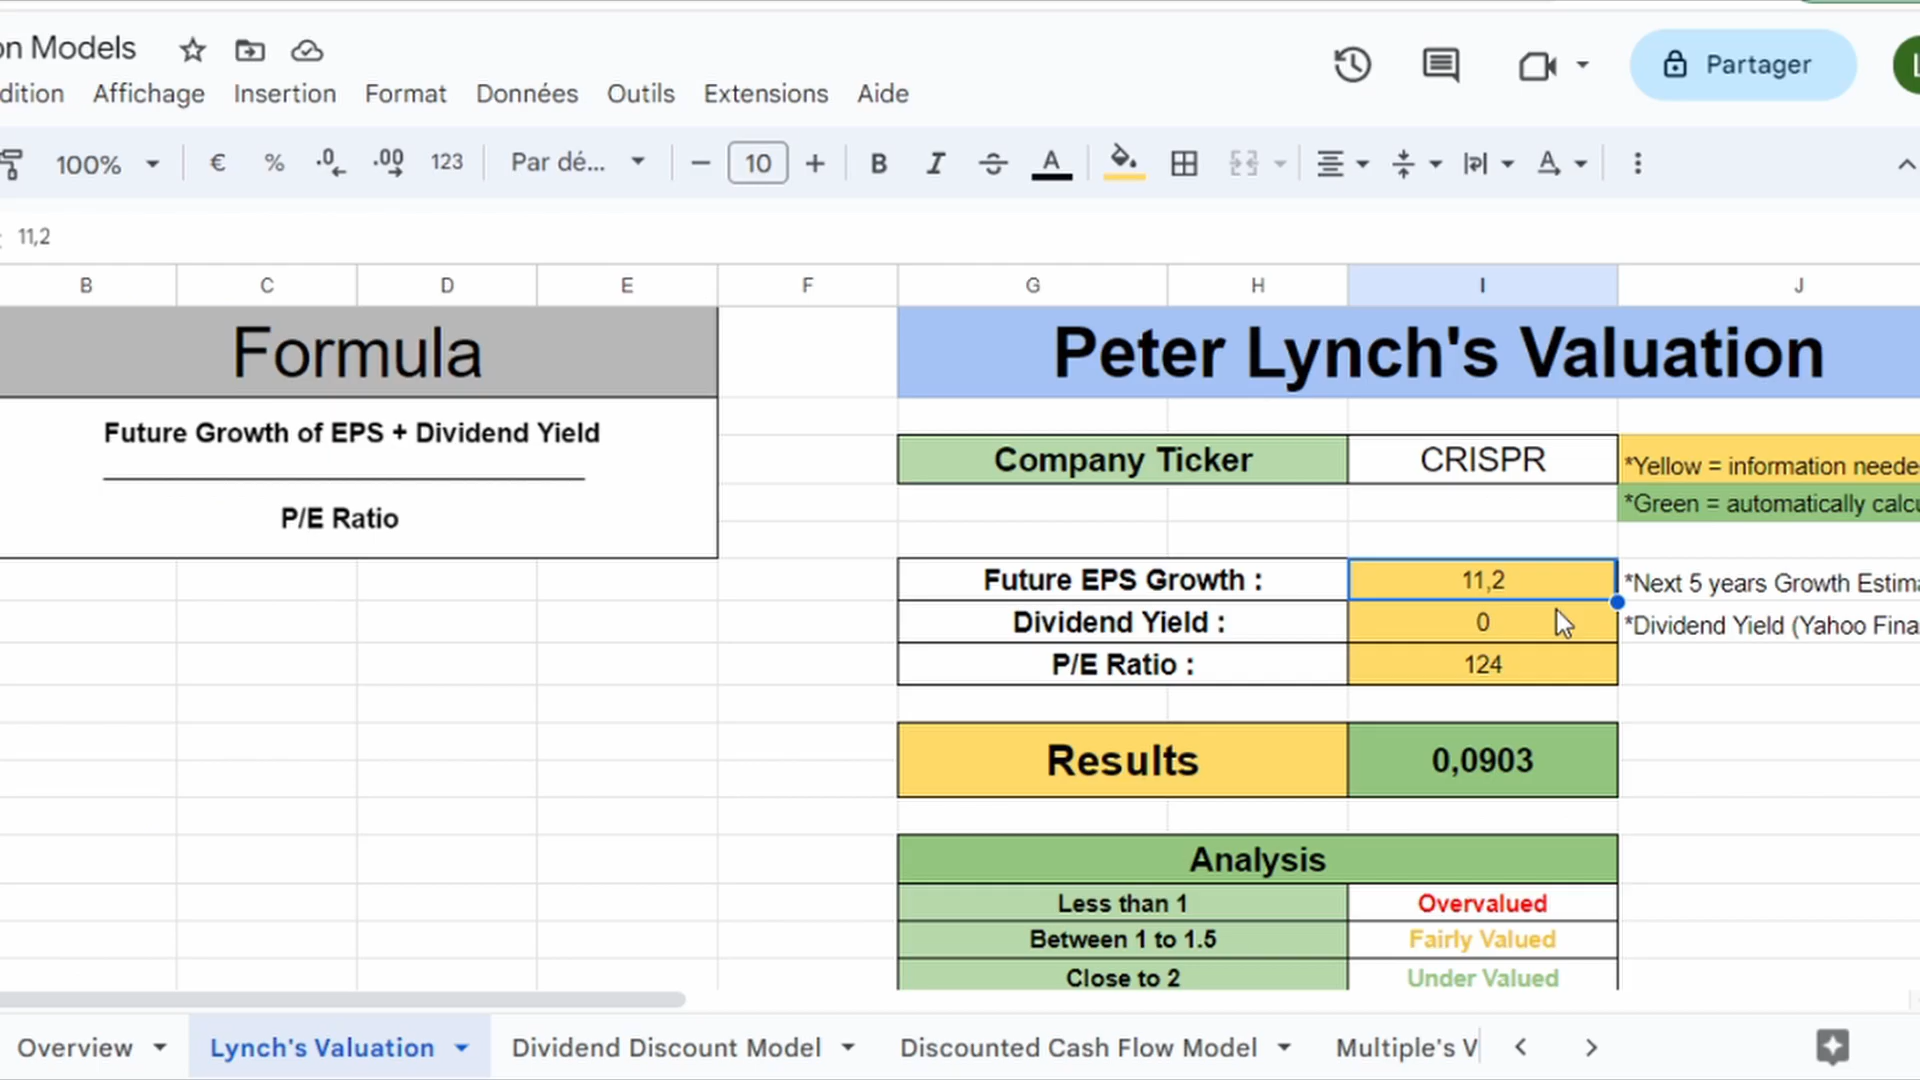 on Models
dition Affichage Insertion Format Données Outils Extensions Aide
Partager
100% € % .0 .00 123 Par dé... 10 B I S A A
11,2
B C D E F G H I J
Formula
Future Growth of EPS + Dividend Yield
P/E Ratio
Peter Lynch's Valuation
Company Ticker CRISPR *Yellow = information neede
*Green = automatically calcu
Future EPS Growth : 11,2 *Next 5 years Growth Estima
Dividend Yield : 0 *Dividend Yield (Yahoo Fina
P/E Ratio : 124
Results 0,0903
Analysis
Less than 1 Overvalued
Between 1 to 1.5 Fairly Valued
Close to 2 Under Valued
Overview Lynch's Valuation Dividend Discount Model Discounted Cash Flow Model Multiple's V